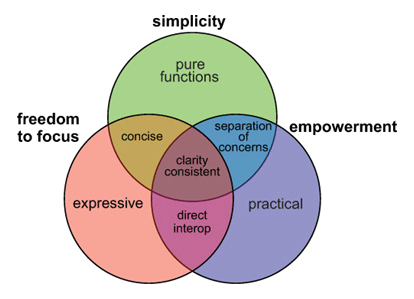 simplicity
pure
functions
freedom
to focus
concise
separation
of
concerns
empowerment
clarity
consistent
expressive
direct
interop
practical